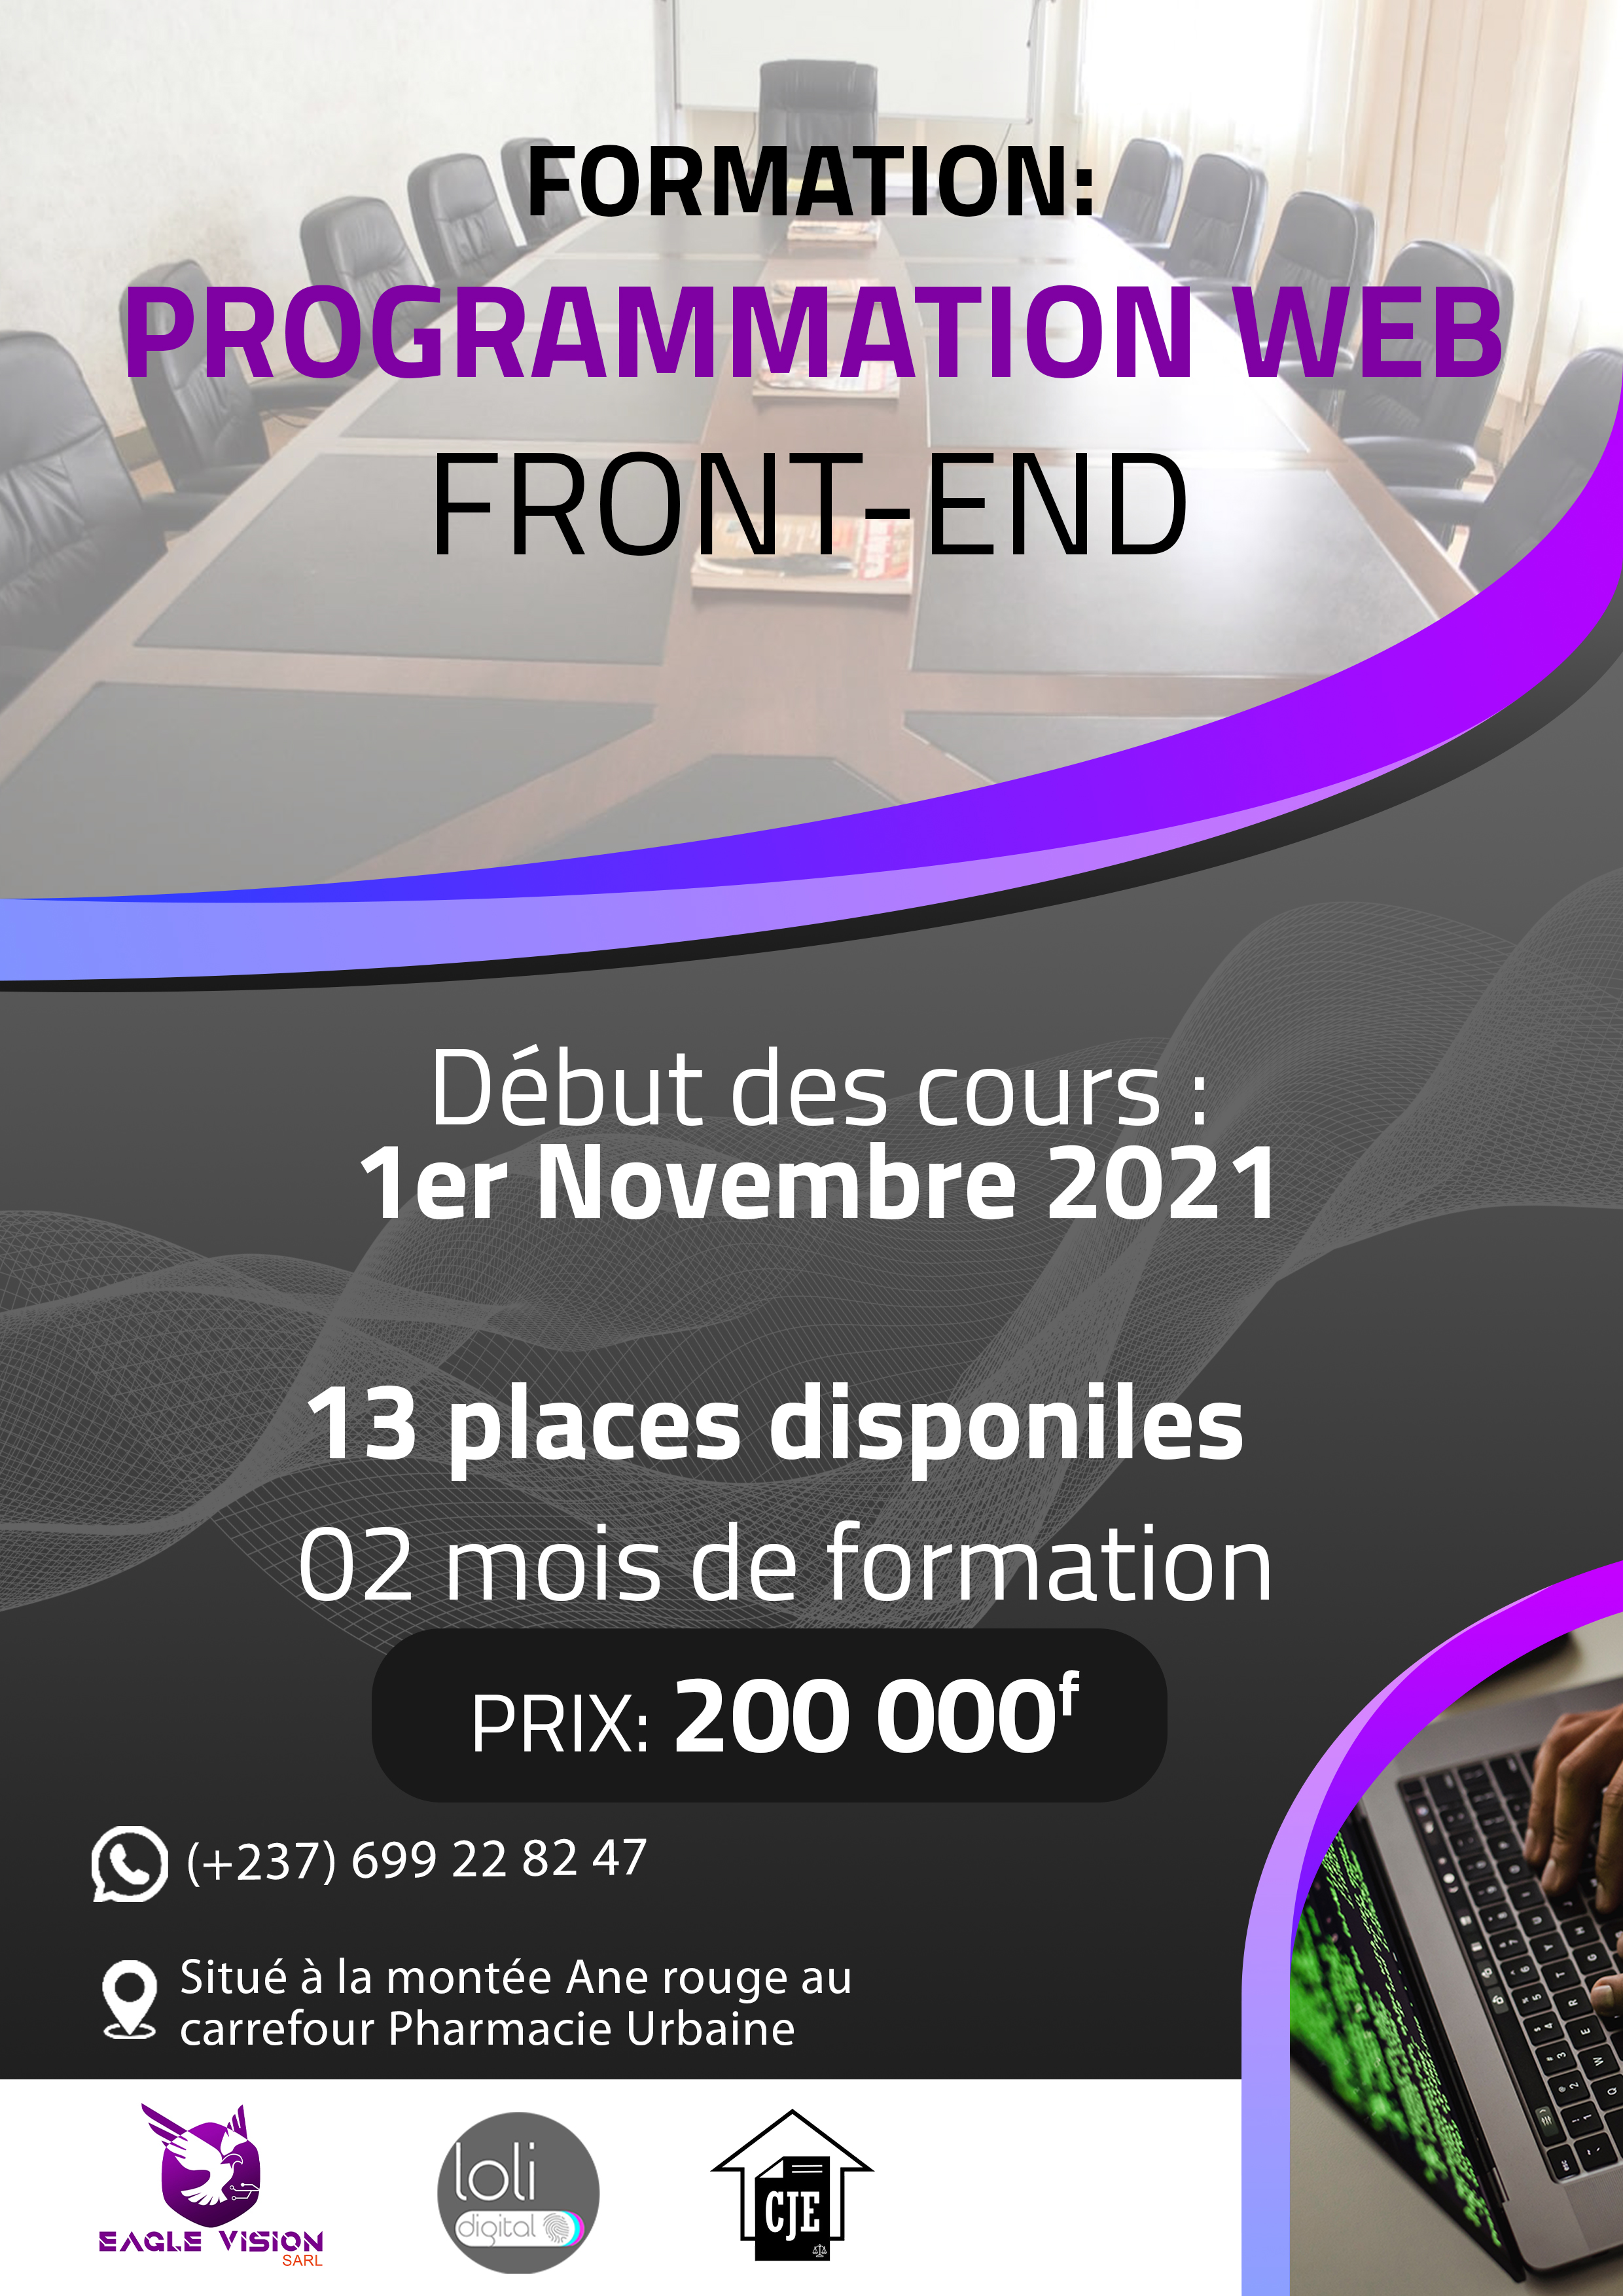 FORMATION:
PROGRAMMATION WEB
FRONT-END
Début des cours :
1er Novembre 2021
13 places disponiles
02 mois de formation
PRIX: 200 000f
(+237) 699 22 82 47
Situé à la montée Ane rouge au
carrefour Pharmacie Urbaine
EAGLE VISION
SARL
loli
digital
CJE